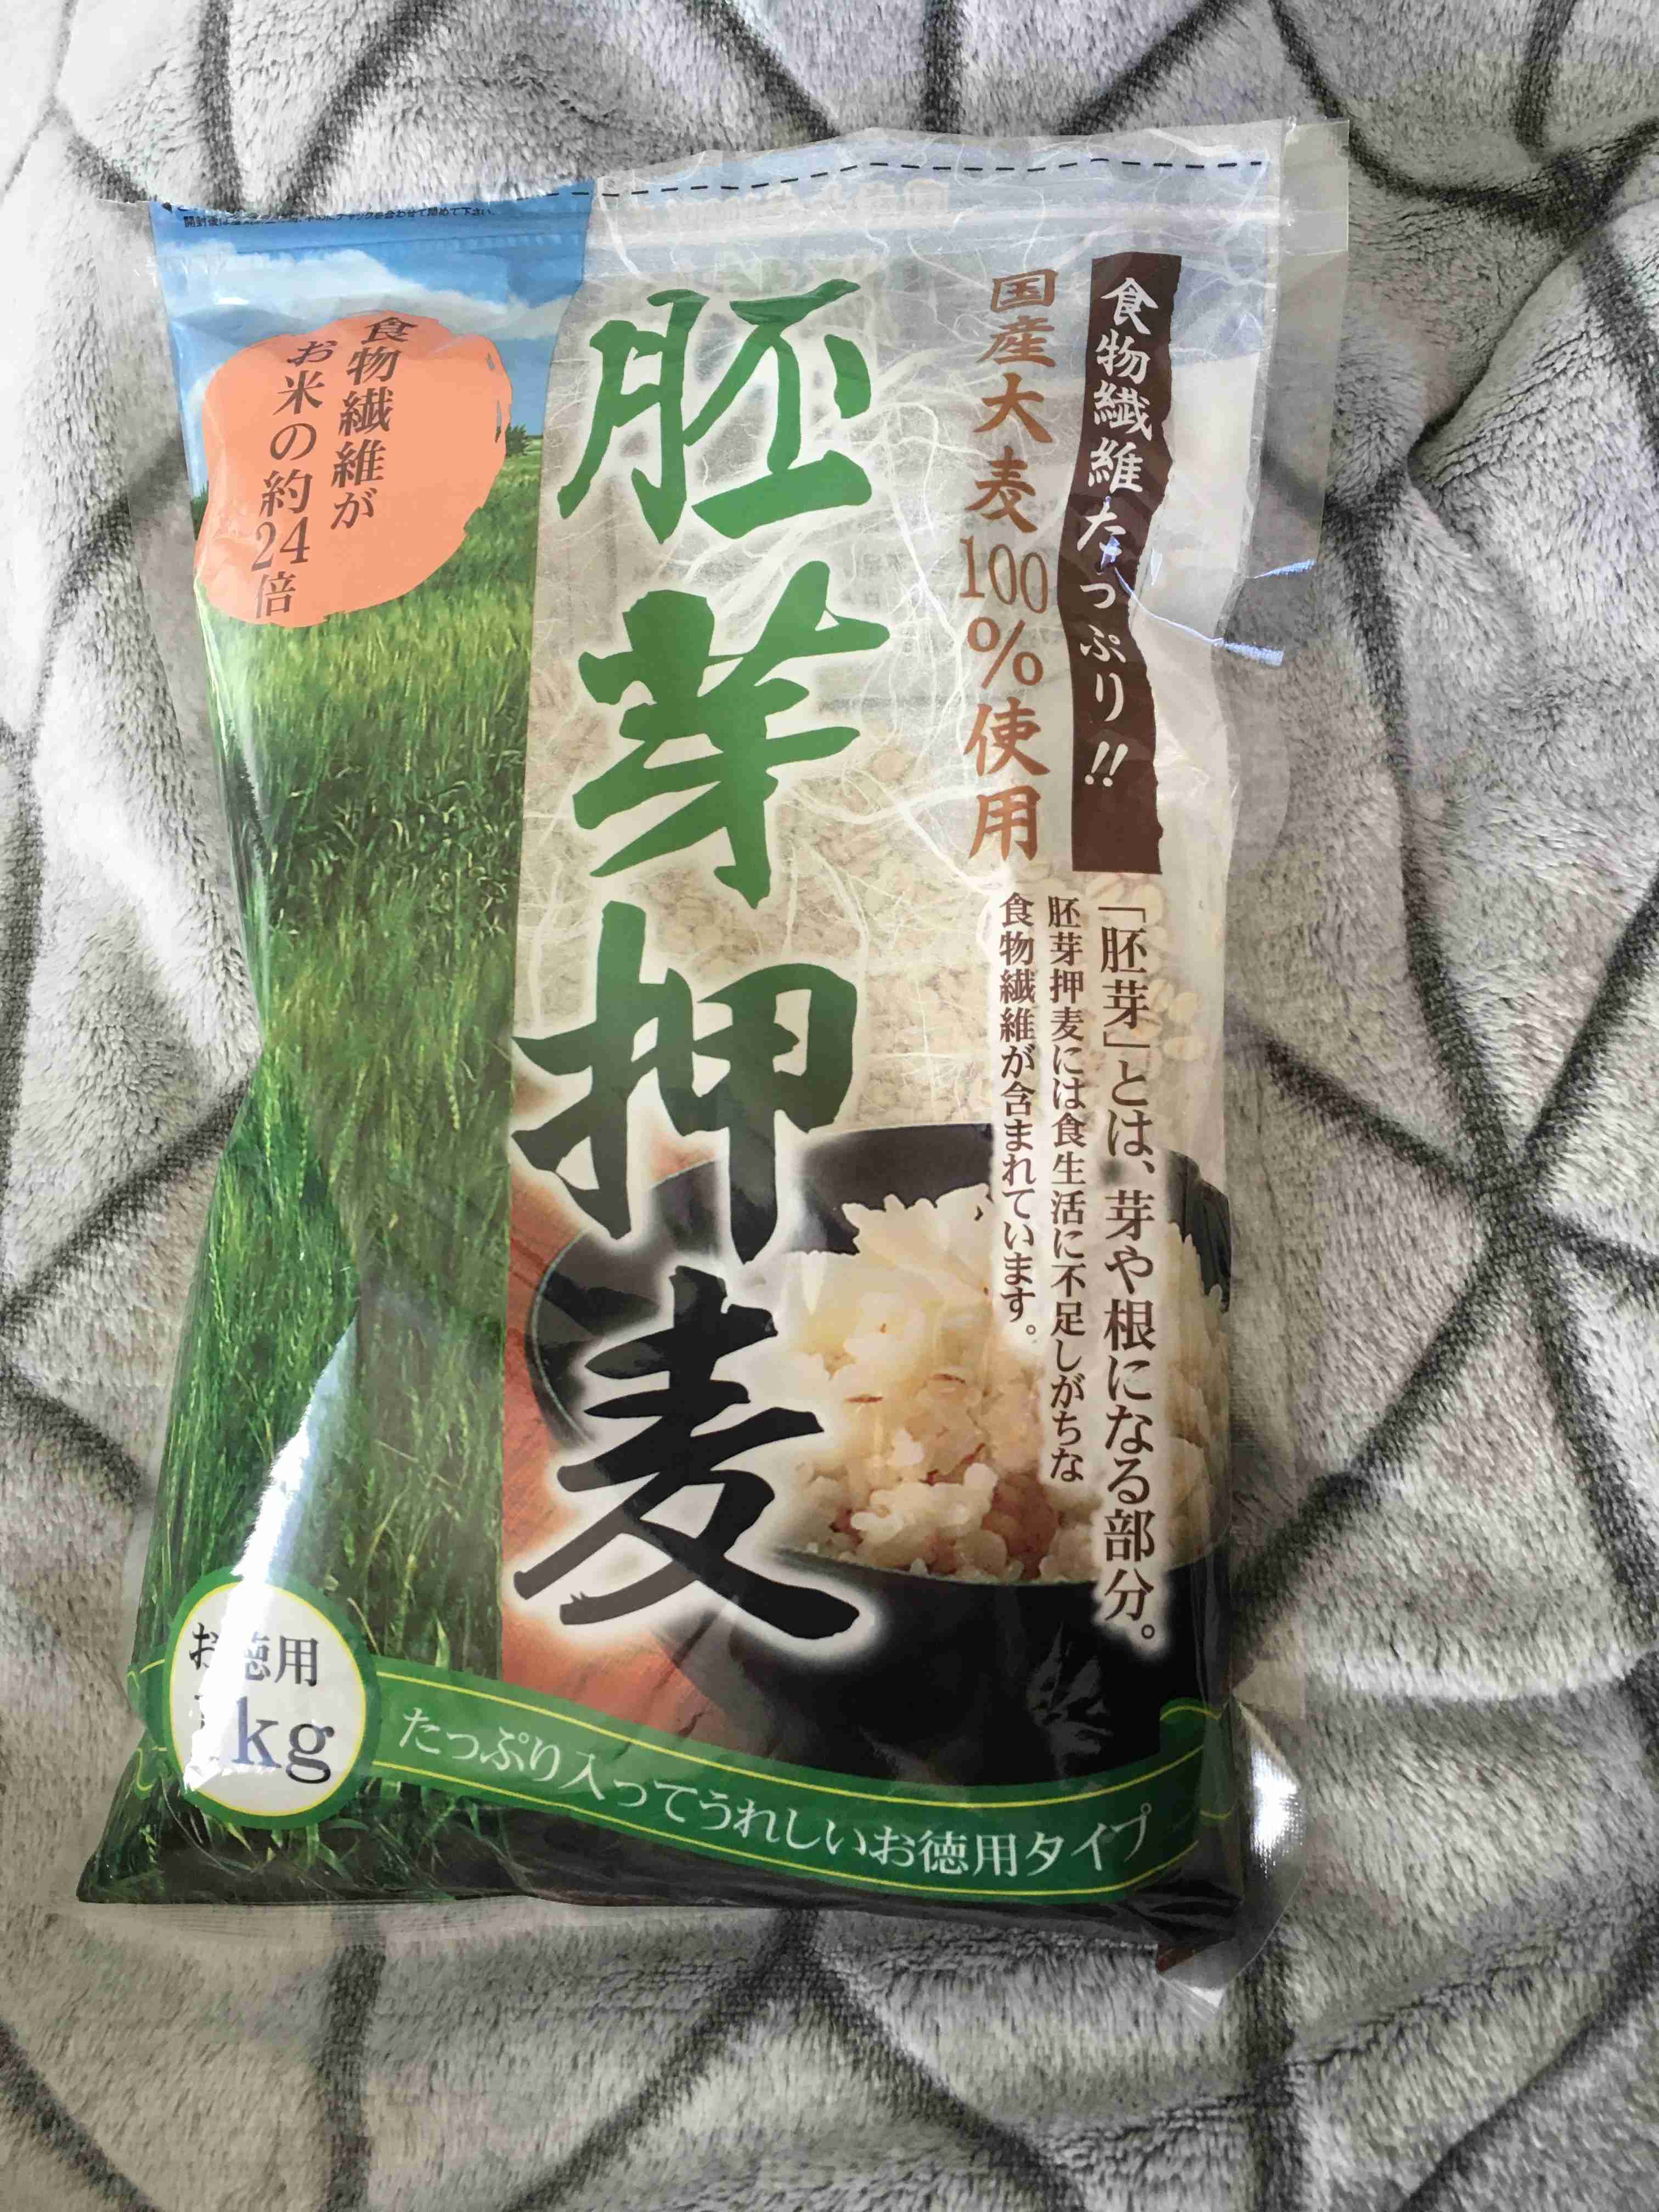 食物繊維たっぷり!!
国産大麦100%使用
胚芽押麦
「胚芽」とは、芽や根になる部分。
胚芽押麦には食生活に不足しがちな
食物繊維が含まれています。
食物繊維が
お米の約24倍
お徳用
kg
たっぷり入ってうれしいお徳用タイプ